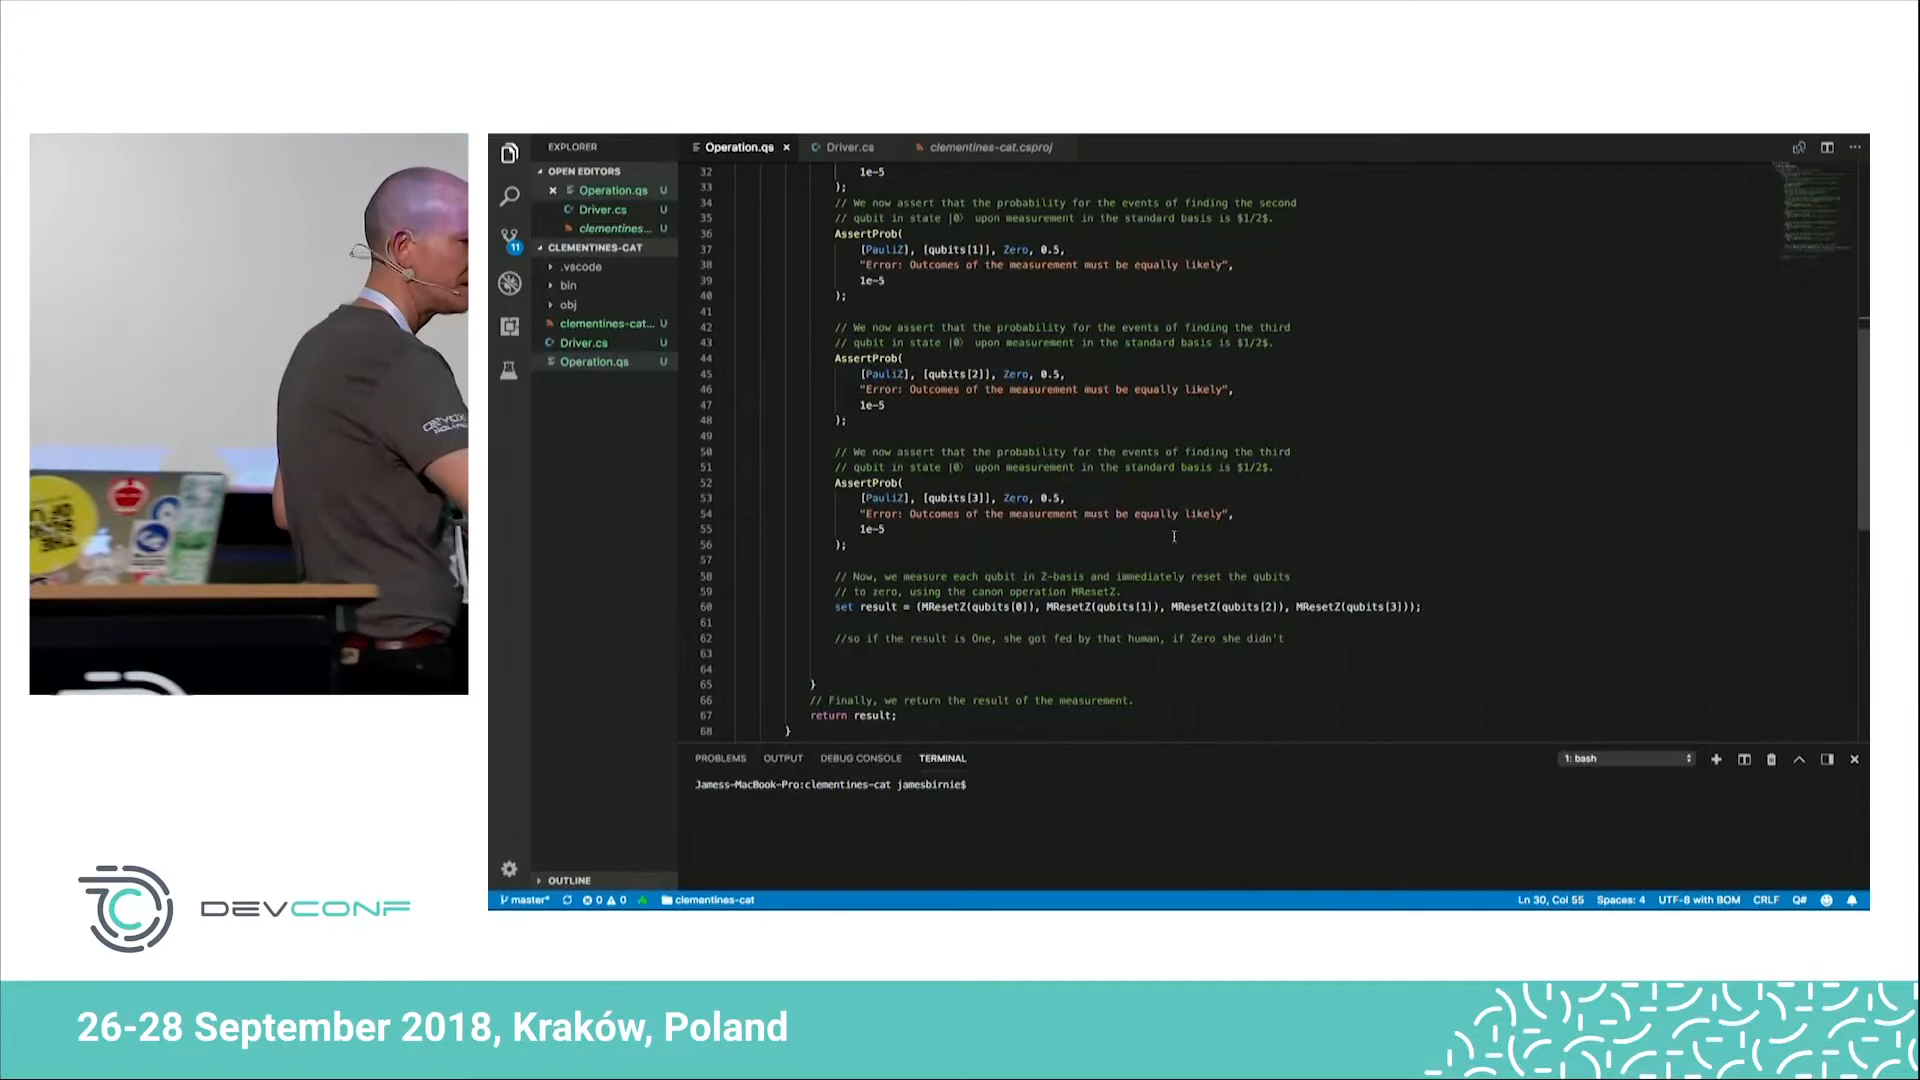 EXPLORER
OPEN EDITORS
Operation.qs U
Driver.cs U
clementines... U
11
CLEMENTINES-CAT
.vscode
bin
obj
clementines-cat... U
Driver.cs U
Operation.qs U
OUTLINE
Operation.qs
Driver.cs
clementines-cat.csproj
32 1e-5
33 );
34 // We now assert that the probability for the events of finding the second
35 // qubit in state |0⟩ upon measurement in the standard basis is $1/2$.
36 AssertProb(
37 [PauliZ], [qubits[1]], Zero, 0.5,
38 "Error: Outcomes of the measurement must be equally likely",
39 1e-5
40 );
41
42 // We now assert that the probability for the events of finding the third
43 // qubit in state |0⟩ upon measurement in the standard basis is $1/2$.
44 AssertProb(
45 [PauliZ], [qubits[2]], Zero, 0.5,
46 "Error: Outcomes of the measurement must be equally likely",
47 1e-5
48 );
49
50 // We now assert that the probability for the events of finding the third
51 // qubit in state |0⟩ upon measurement in the standard basis is $1/2$.
52 AssertProb(
53 [PauliZ], [qubits[3]], Zero, 0.5,
54 "Error: Outcomes of the measurement must be equally likely",
55 1e-5
56 );
57
58 // Now, we measure each qubit in Z-basis and immediately reset the qubits
59 // to zero, using the canon operation MResetZ.
60 set result = (MResetZ(qubits[0]), MResetZ(qubits[1]), MResetZ(qubits[2]), MResetZ(qubits[3]));
61
62 //so if the result is One, she got fed by that human, if Zero she didn't
63
64
65 }
66 // Finally, we return the result of the measurement.
67 return result;
68 }
PROBLEMS OUTPUT DEBUG CONSOLE TERMINAL
1: bash
Jamess-MacBook-Pro:clementines-cat jamesbirnie$
master* 0 0 clementines-cat
Ln 30, Col 55 Spaces: 4 UTF-8 with BOM CRLF Q#
DEVCONF
26-28 September 2018, Kraków, Poland